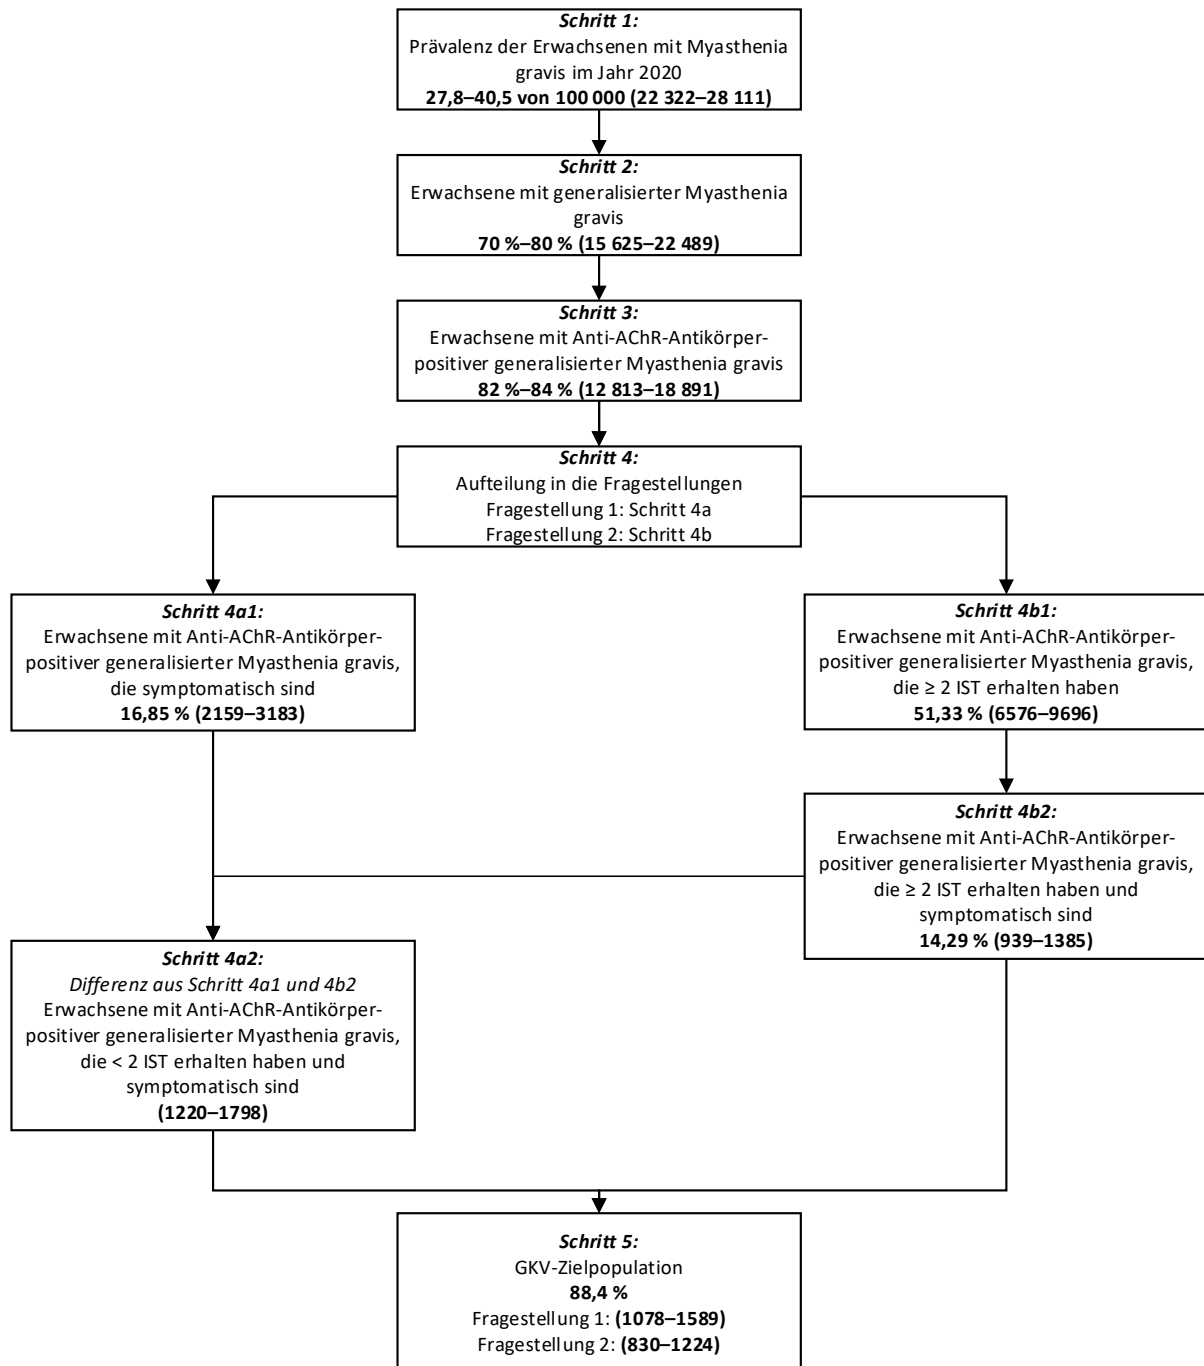 Schritt 1:
Prävalenz der Erwachsenen mit Myasthenia
gravis im Jahr 2020
27,8–40,5 von 100 000 (22 322–28 111)
Schritt 2:
Erwachsene mit generalisierter Myasthenia
gravis
70 %–80 % (15 625–22 489)
Schritt 3:
Erwachsene mit Anti-AChR-Antikörper-
positiver generalisierter Myasthenia gravis
82 %–84 % (12 813–18 891)
Schritt 4:
Aufteilung in die Fragestellungen
Fragestellung 1: Schritt 4a
Fragestellung 2: Schritt 4b
Schritt 4a1:
Erwachsene mit Anti-AChR-Antikörper-
positiver generalisierter Myasthenia gravis,
die symptomatisch sind
16,85 % (2159–3183)
Schritt 4b1:
Erwachsene mit Anti-AChR-Antikörper-
positiver generalisierter Myasthenia gravis,
die ≥ 2 IST erhalten haben
51,33 % (6576–9696)
Schritt 4b2:
Erwachsene mit Anti-AChR-Antikörper-
positiver generalisierter Myasthenia gravis,
die ≥ 2 IST erhalten haben und
symptomatisch sind
14,29 % (939–1385)
Schritt 4a2:
Differenz aus Schritt 4a1 und 4b2
Erwachsene mit Anti-AChR-Antikörper-
positiver generalisierter Myasthenia gravis,
die < 2 IST erhalten haben und
symptomatisch sind
(1220–1798)
Schritt 5:
GKV-Zielpopulation
88,4 %
Fragestellung 1: (1078–1589)
Fragestellung 2: (830–1224)